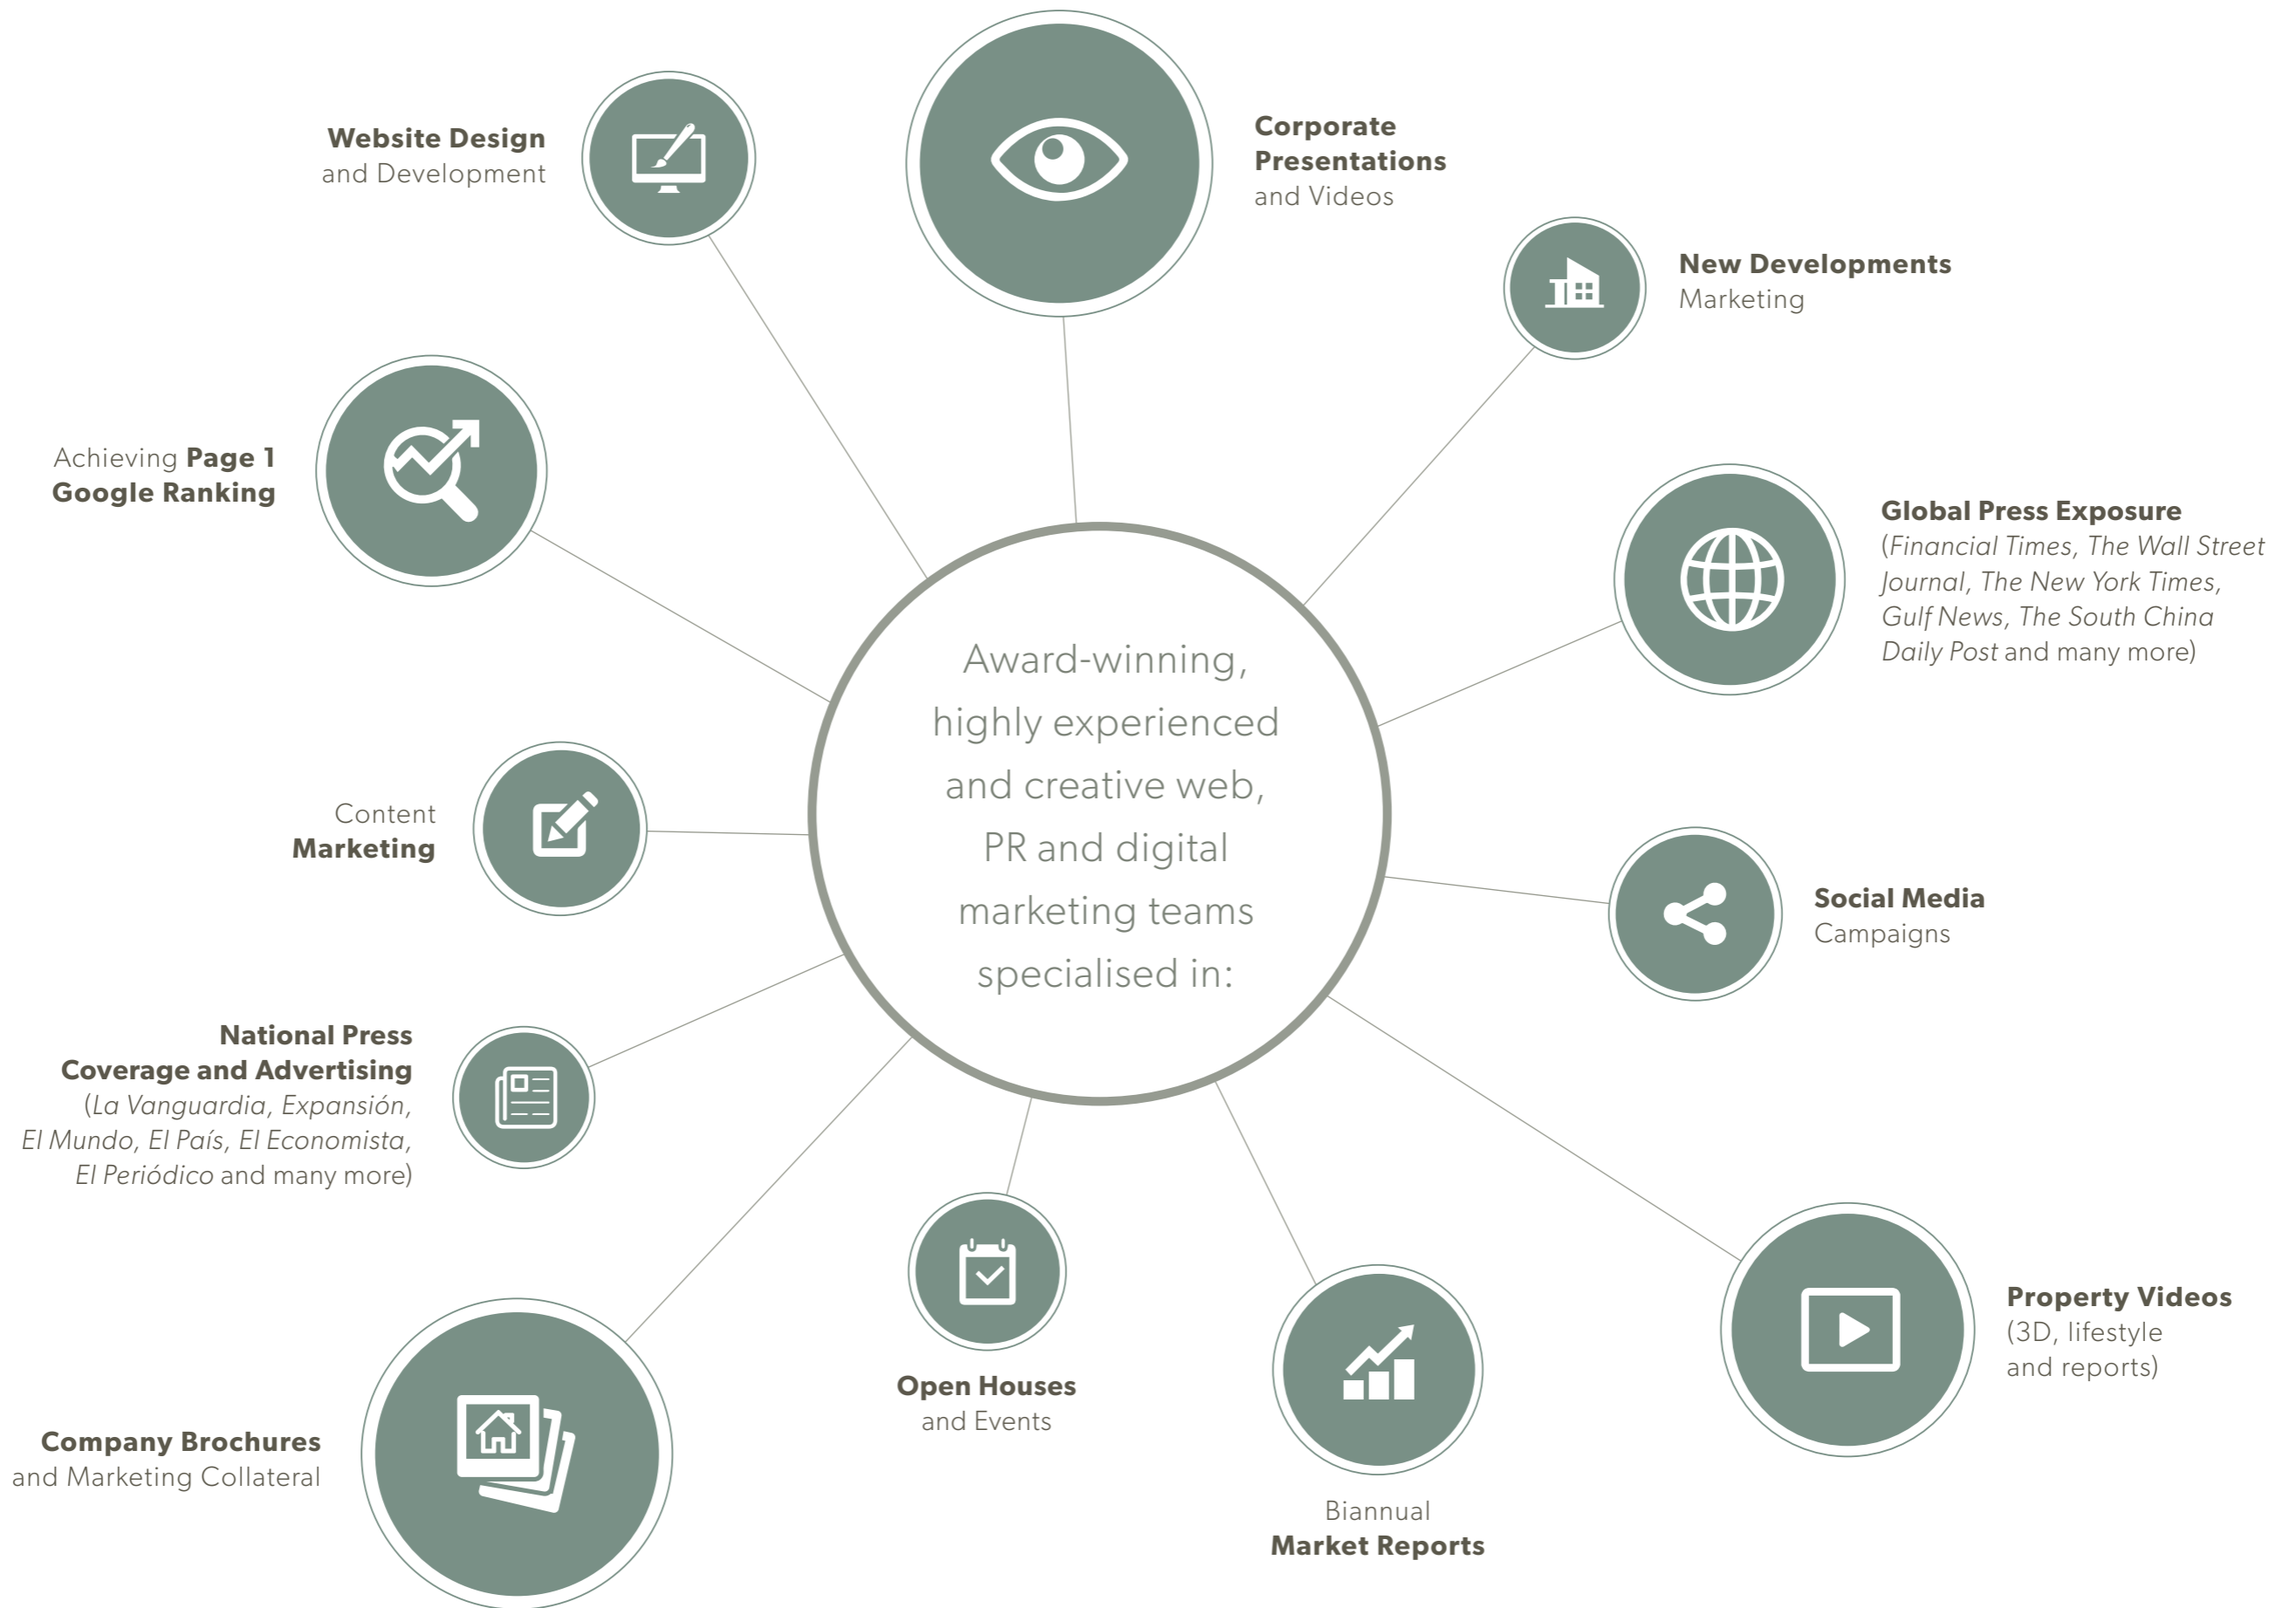 Website Design
and Development
Corporate
Presentations
and Videos
New Developments
Marketing
Achieving Page 1
Google Ranking
Global Press Exposure
(Financial Times, The Wall Street
Journal, The New York Times,
Gulf News, The South China
Daily Post and many more)
Award-winning,
highly experienced
and creative web,
PR and digital
marketing teams
specialised in:
Content
Marketing
Social Media
Campaigns
National Press
Coverage and Advertising
(La Vanguardia, Expansión,
El Mundo, El País, El Economista,
El Periódico and many more)
Property Videos
(3D, lifestyle
and reports)
Open Houses
and Events
Company Brochures
and Marketing Collateral
Biannual
Market Reports